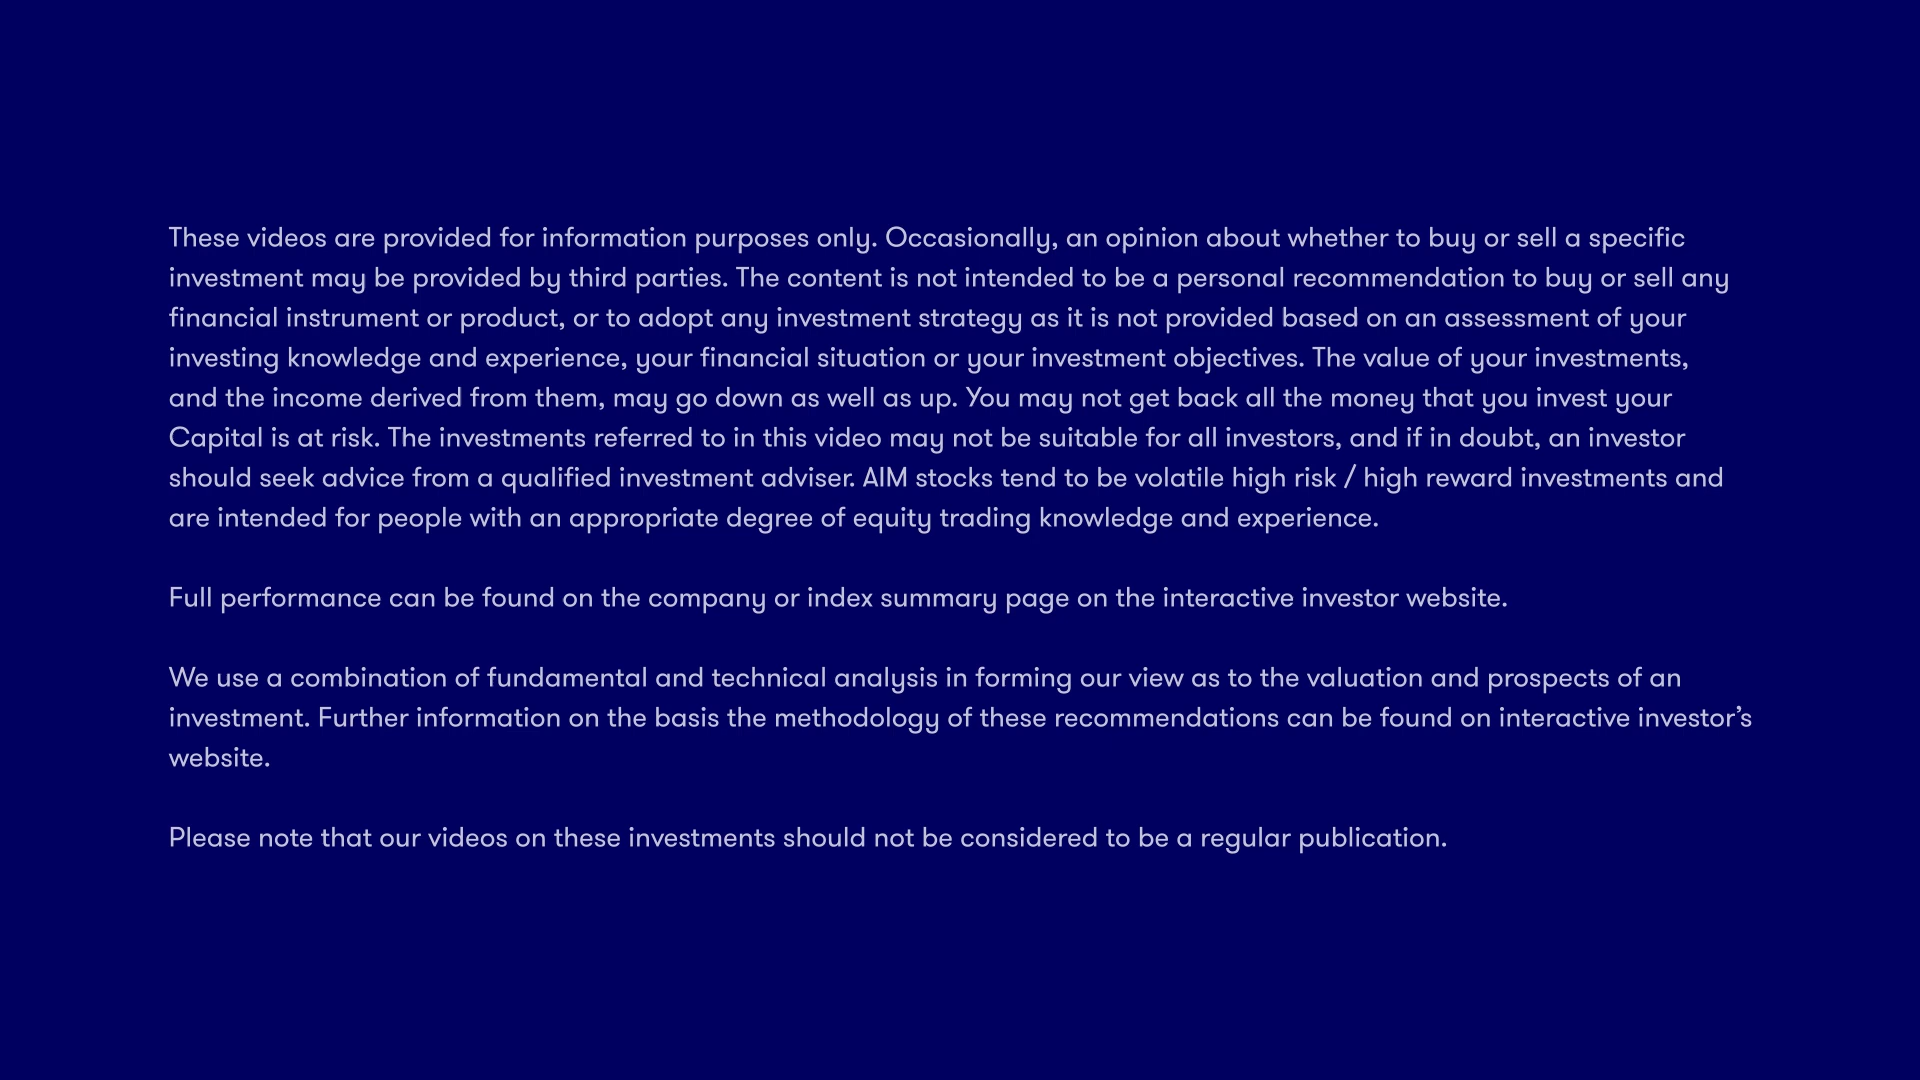 These videos are provided for information purposes only. Occasionally, an opinion about whether to buy or sell a specific
investment may be provided by third parties. The content is not intended to be a personal recommendation to buy or sell any
financial instrument or product, or to adopt any investment strategy as it is not provided based on an assessment of your
investing knowledge and experience, your financial situation or your investment objectives. The value of your investments,
and the income derived from them, may go down as well as up. You may not get back all the money that you invest your
Capital is at risk. The investments referred to in this video may not be suitable for all investors, and if in doubt, an investor
should seek advice from a qualified investment adviser. AIM stocks tend to be volatile high risk / high reward investments and
are intended for people with an appropriate degree of equity trading knowledge and experience.
Full performance can be found on the company or index summary page on the interactive investor website.
We use a combination of fundamental and technical analysis in forming our view as to the valuation and prospects of an
investment. Further information on the basis the methodology of these recommendations can be found on interactive investor’s
website.
Please note that our videos on these investments should not be considered to be a regular publication.